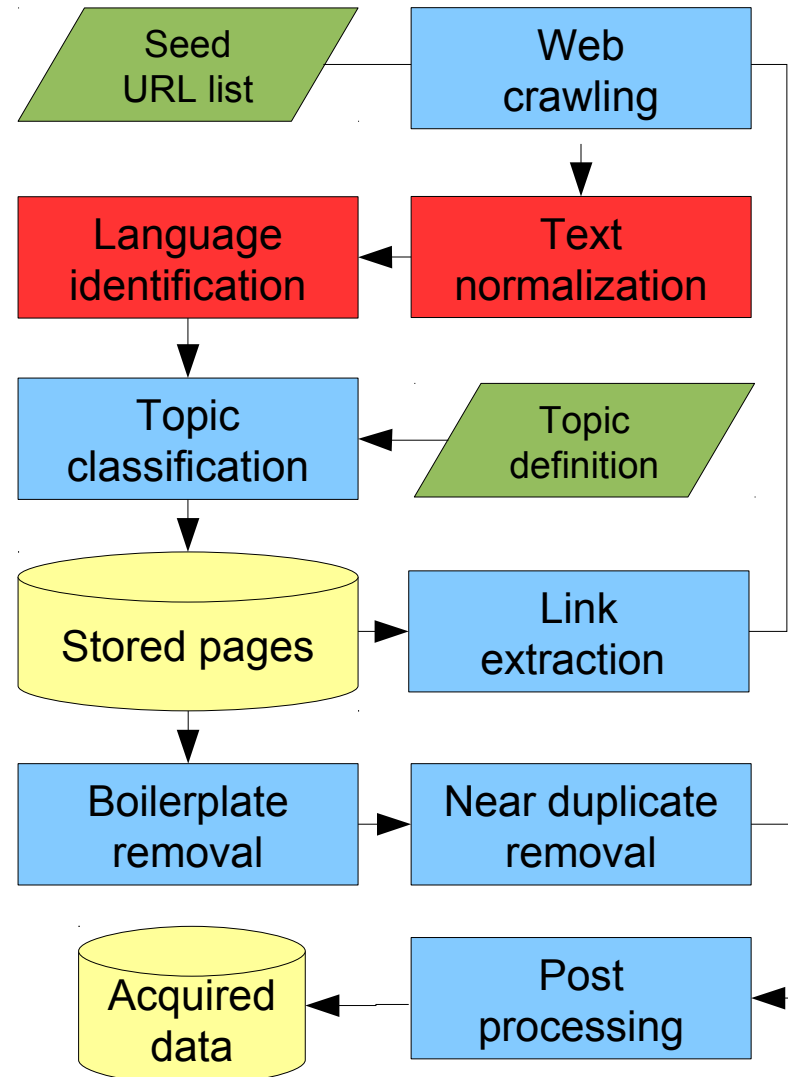 Seed
URL list
Web
crawling
Language
identification
Text
normalization
Topic
classification
Topic
definition
Stored pages
Link
extraction
Boilerplate
removal
Near duplicate
removal
Acquired
data
Post
processing